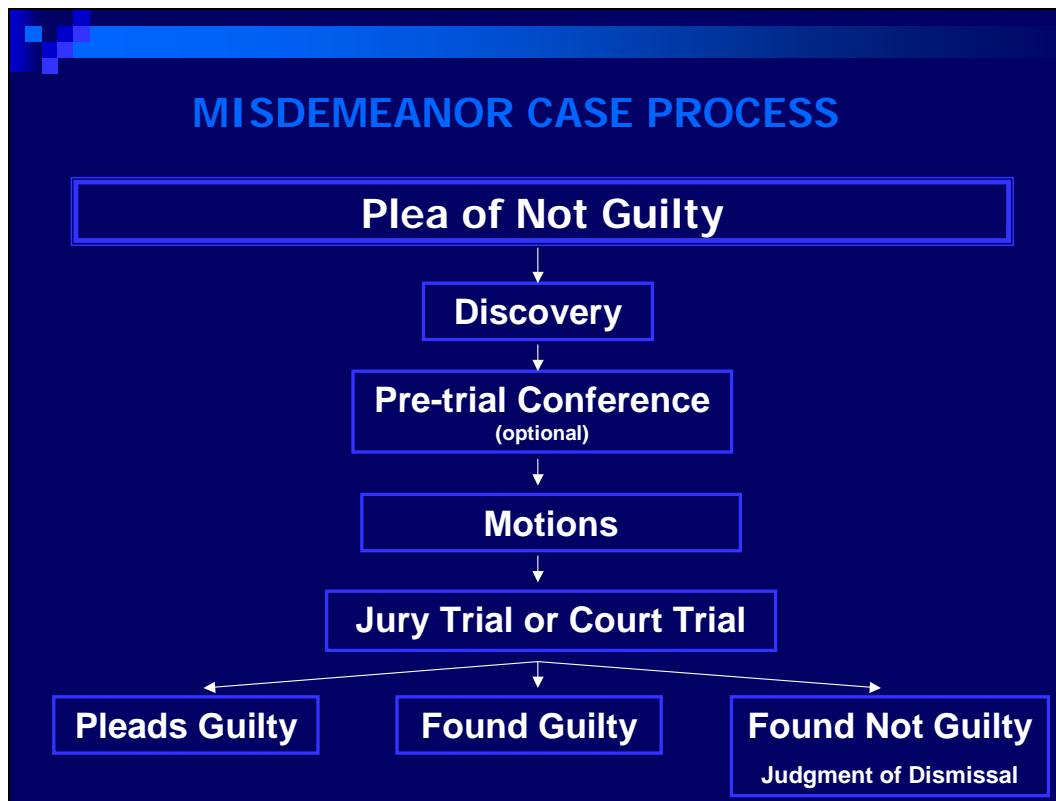 MISDEMEANOR CASE PROCESS
Plea of Not Guilty
Discovery
Pre-trial Conference
(optional)
Motions
Jury Trial or Court Trial
Pleads Guilty
Found Guilty
Found Not Guilty
Judgment of Dismissal